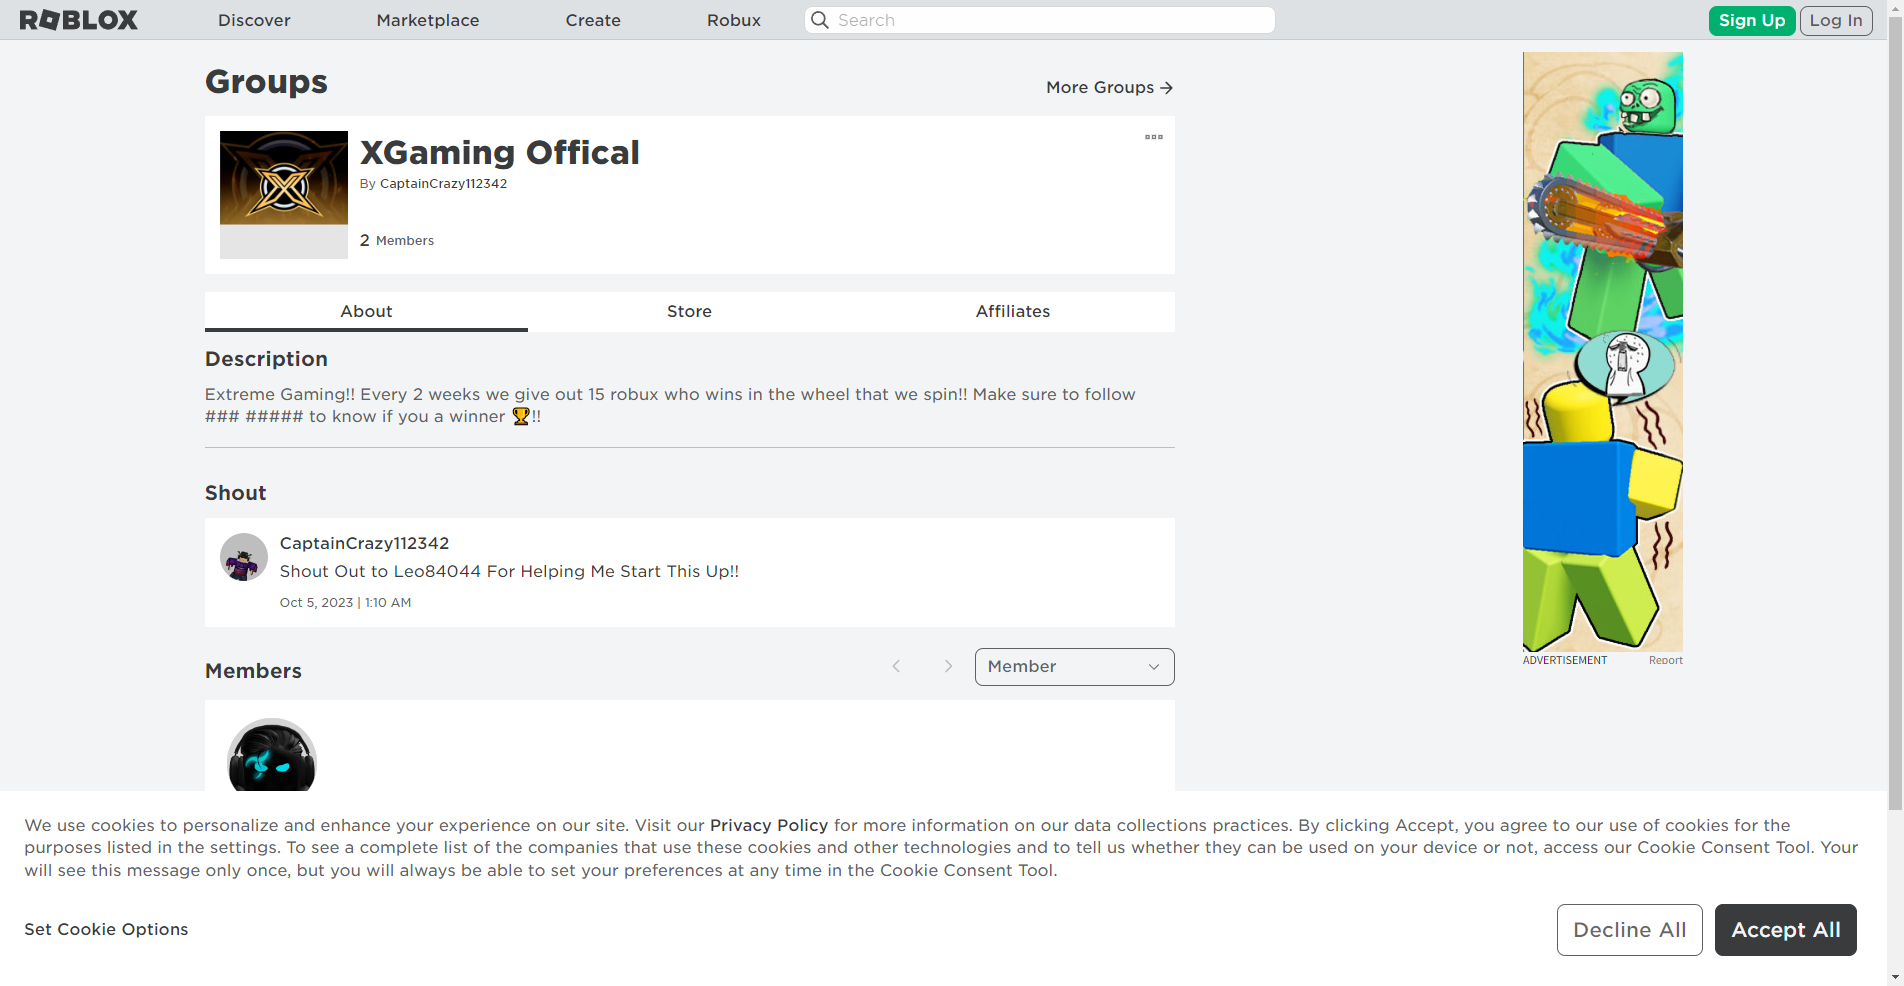 ROBLOX Discover Marketplace Create Robux Search Sign Up Log In
Groups
More Groups
XGaming Offical
By CaptainCrazy112342
2 Members
About Store Affiliates
Description
Extreme Gaming!! Every 2 weeks we give out 15 robux who wins in the wheel that we spin!! Make sure to follow
### ##### to know if you a winner 🏆!!
Shout
CaptainCrazy112342
Shout Out to Leo84044 For Helping Me Start This Up!!
Oct 5, 2023 | 1:10 AM
ADVERTISEMENT Report
Members
Member
We use cookies to personalize and enhance your experience on our site. Visit our Privacy Policy for more information on our data collections practices. By clicking Accept, you agree to our use of cookies for the
purposes listed in the settings. To see a complete list of the companies that use these cookies and other technologies and to tell us whether they can be used on your device or not, access our Cookie Consent Tool. Your
will see this message only once, but you will always be able to set your preferences at any time in the Cookie Consent Tool.
Set Cookie Options
Decline All
Accept All